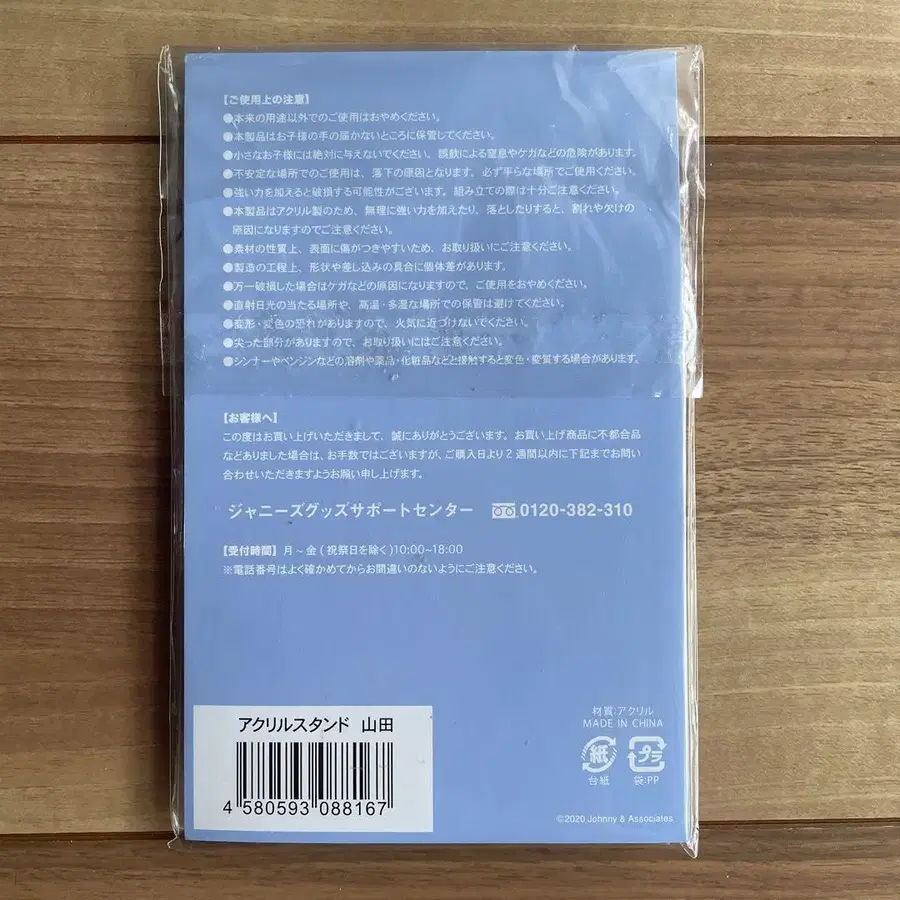 【ご使用上の注意】
●本来の用途以外でのご使用はおやめください。
●本製品はお子様の手の届かないところに保管してください。
●小さなお子様には絶対に与えないでください、誤飲による窒息やケガなどの危険があります。
●不安定な場所でのご使用は、落下の原因となります。必ず平らな場所でご使用ください。
●強い力を加えると破損する可能性がございます。組み立ての際は十分ご注意ください。
●本製品はアクリル製のため、無理に強い力を加えたり、落としたりすると、割れや欠けの
原因になりますのでご注意ください。
●素材の性質上、表面に傷がつきやすいため、お取り扱いにご注意ください。
●製造の工程上、形状や差し込みの具合に個体差があります。
●万一破損した場合はケガなどの原因になりますので、ご使用をおやめください。
●直射日光の当たる場所や、高温・多湿な場所での保管は避けてください。
●変形・変色の恐れがありますので、火気に近づけないでください。
●尖った部分がありますので、お取り扱いにはご注意ください。
●シンナーやベンジンなどの溶剤や薬品・化粧品などと接触すると変色・変質する場合があります。
【お客様へ】
この度はお買い上げいただきまして、誠にありがとうございます。お買い上げ商品に不都合品
などありました場合は、お手数ではございますが、ご購入日より2週間以内に下記までお問い
合わせいただきますようお願い申し上げます。
ジャニーズグッズサポートセンター 0120-382-310
【受付時間】月～金(祝祭日を除く)10:00~18:00
※電話番号はよく確かめてからお間違いのないようにご注意ください。
アクリルスタンド 山田
4 580593 088167
材質:アクリル
MADE IN CHINA
紙 プラ
台紙 袋:PP
©2020 Johnny & Associates